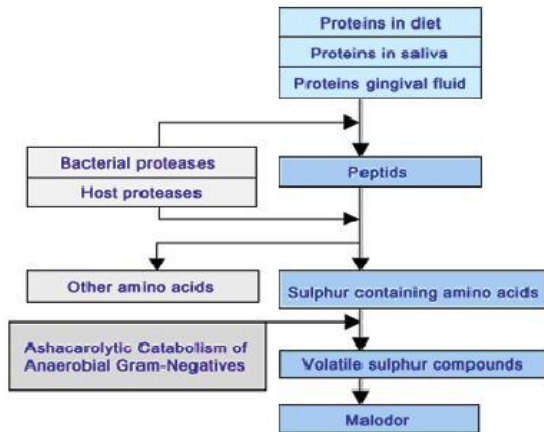 Proteins in diet
Proteins in saliva
Proteins gingival fluid
Bacterial proteases
Host proteases
Peptids
Other amino acids
Sulphur containing amino acids
Ashacarolytic Catabolism of
Anaerobial Gram-Negatives
Volatile sulphur compounds
Malodor